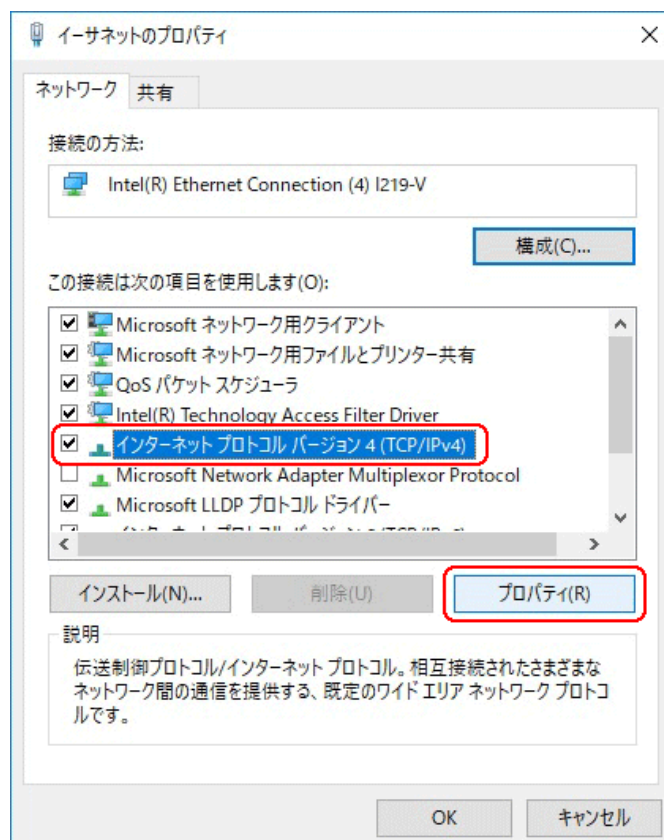 イーサネットのプロパティ
ネットワーク 共有
接続の方法:
Intel(R) Ethernet Connection (4) I219-V
構成(C)...
この接続は次の項目を使用します(O):
Microsoft ネットワーク用クライアント
Microsoft ネットワーク用ファイルとプリンター共有
QoS パケット スケジューラ
Intel(R) Technology Access Filter Driver
インターネット プロトコル バージョン 4 (TCP/IPv4)
Microsoft Network Adapter Multiplexor Protocol
Microsoft LLDP プロトコル ドライバー
インストール(N)... 削除(U) プロパティ(R)
説明
伝送制御プロトコル/インターネット プロトコル。相互接続されたさまざまな
ネットワーク間の通信を提供する、既定のワイド エリア ネットワーク プロトコ
ルです。
OK キャンセル